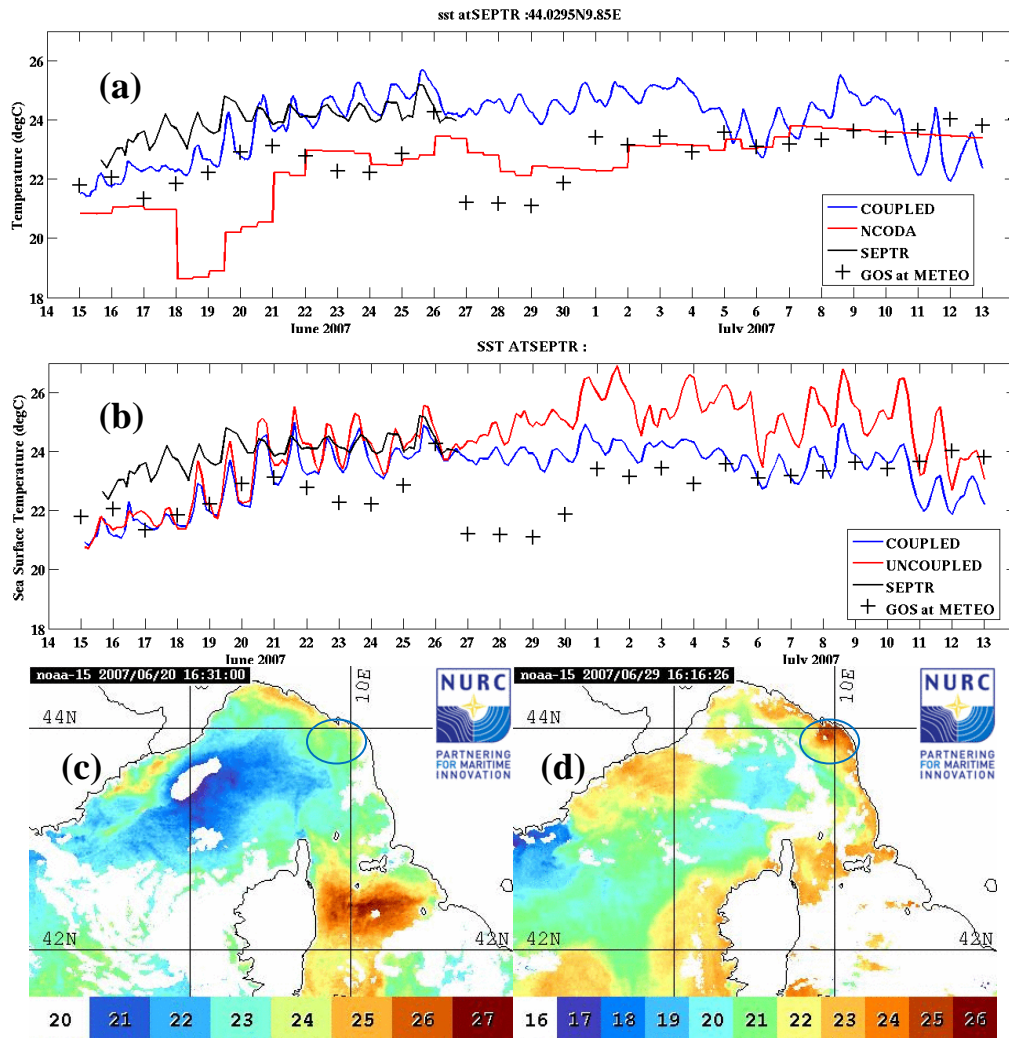 sst atSEPTR :44.0295N9.85E
(a)
Temperature (degC)
26
24
22
20
18
COUPLED
NCODA
SEPTR
GOS at METEO
14 15 16 17 18 19 20 21 22 23 24 25 26 27 28 29 30 1 2 3 4 5 6 7 8 9 10 11 12 13
June 2007 July 2007
SST ATSEPTR :
(b)
Sea Surface Temperature (degC)
26
24
22
20
18
COUPLED
UNCOUPLED
SEPTR
GOS at METEO
14 15 16 17 18 19 20 21 22 23 24 25 26 27 28 29 30 1 2 3 4 5 6 7 8 9 10 11 12 13
June 2007 July 2007
noaa-15 2007/06/20 16:31:00
10E
44N
(c)
42N
NURC
PARTNERING
FOR MARITIME
INNOVATION
20 21 22 23 24 25 26 27
noaa-15 2007/06/29 16:16:26
10E
44N
(d)
42N
NURC
PARTNERING
FOR MARITIME
INNOVATION
16 17 18 19 20 21 22 23 24 25 26